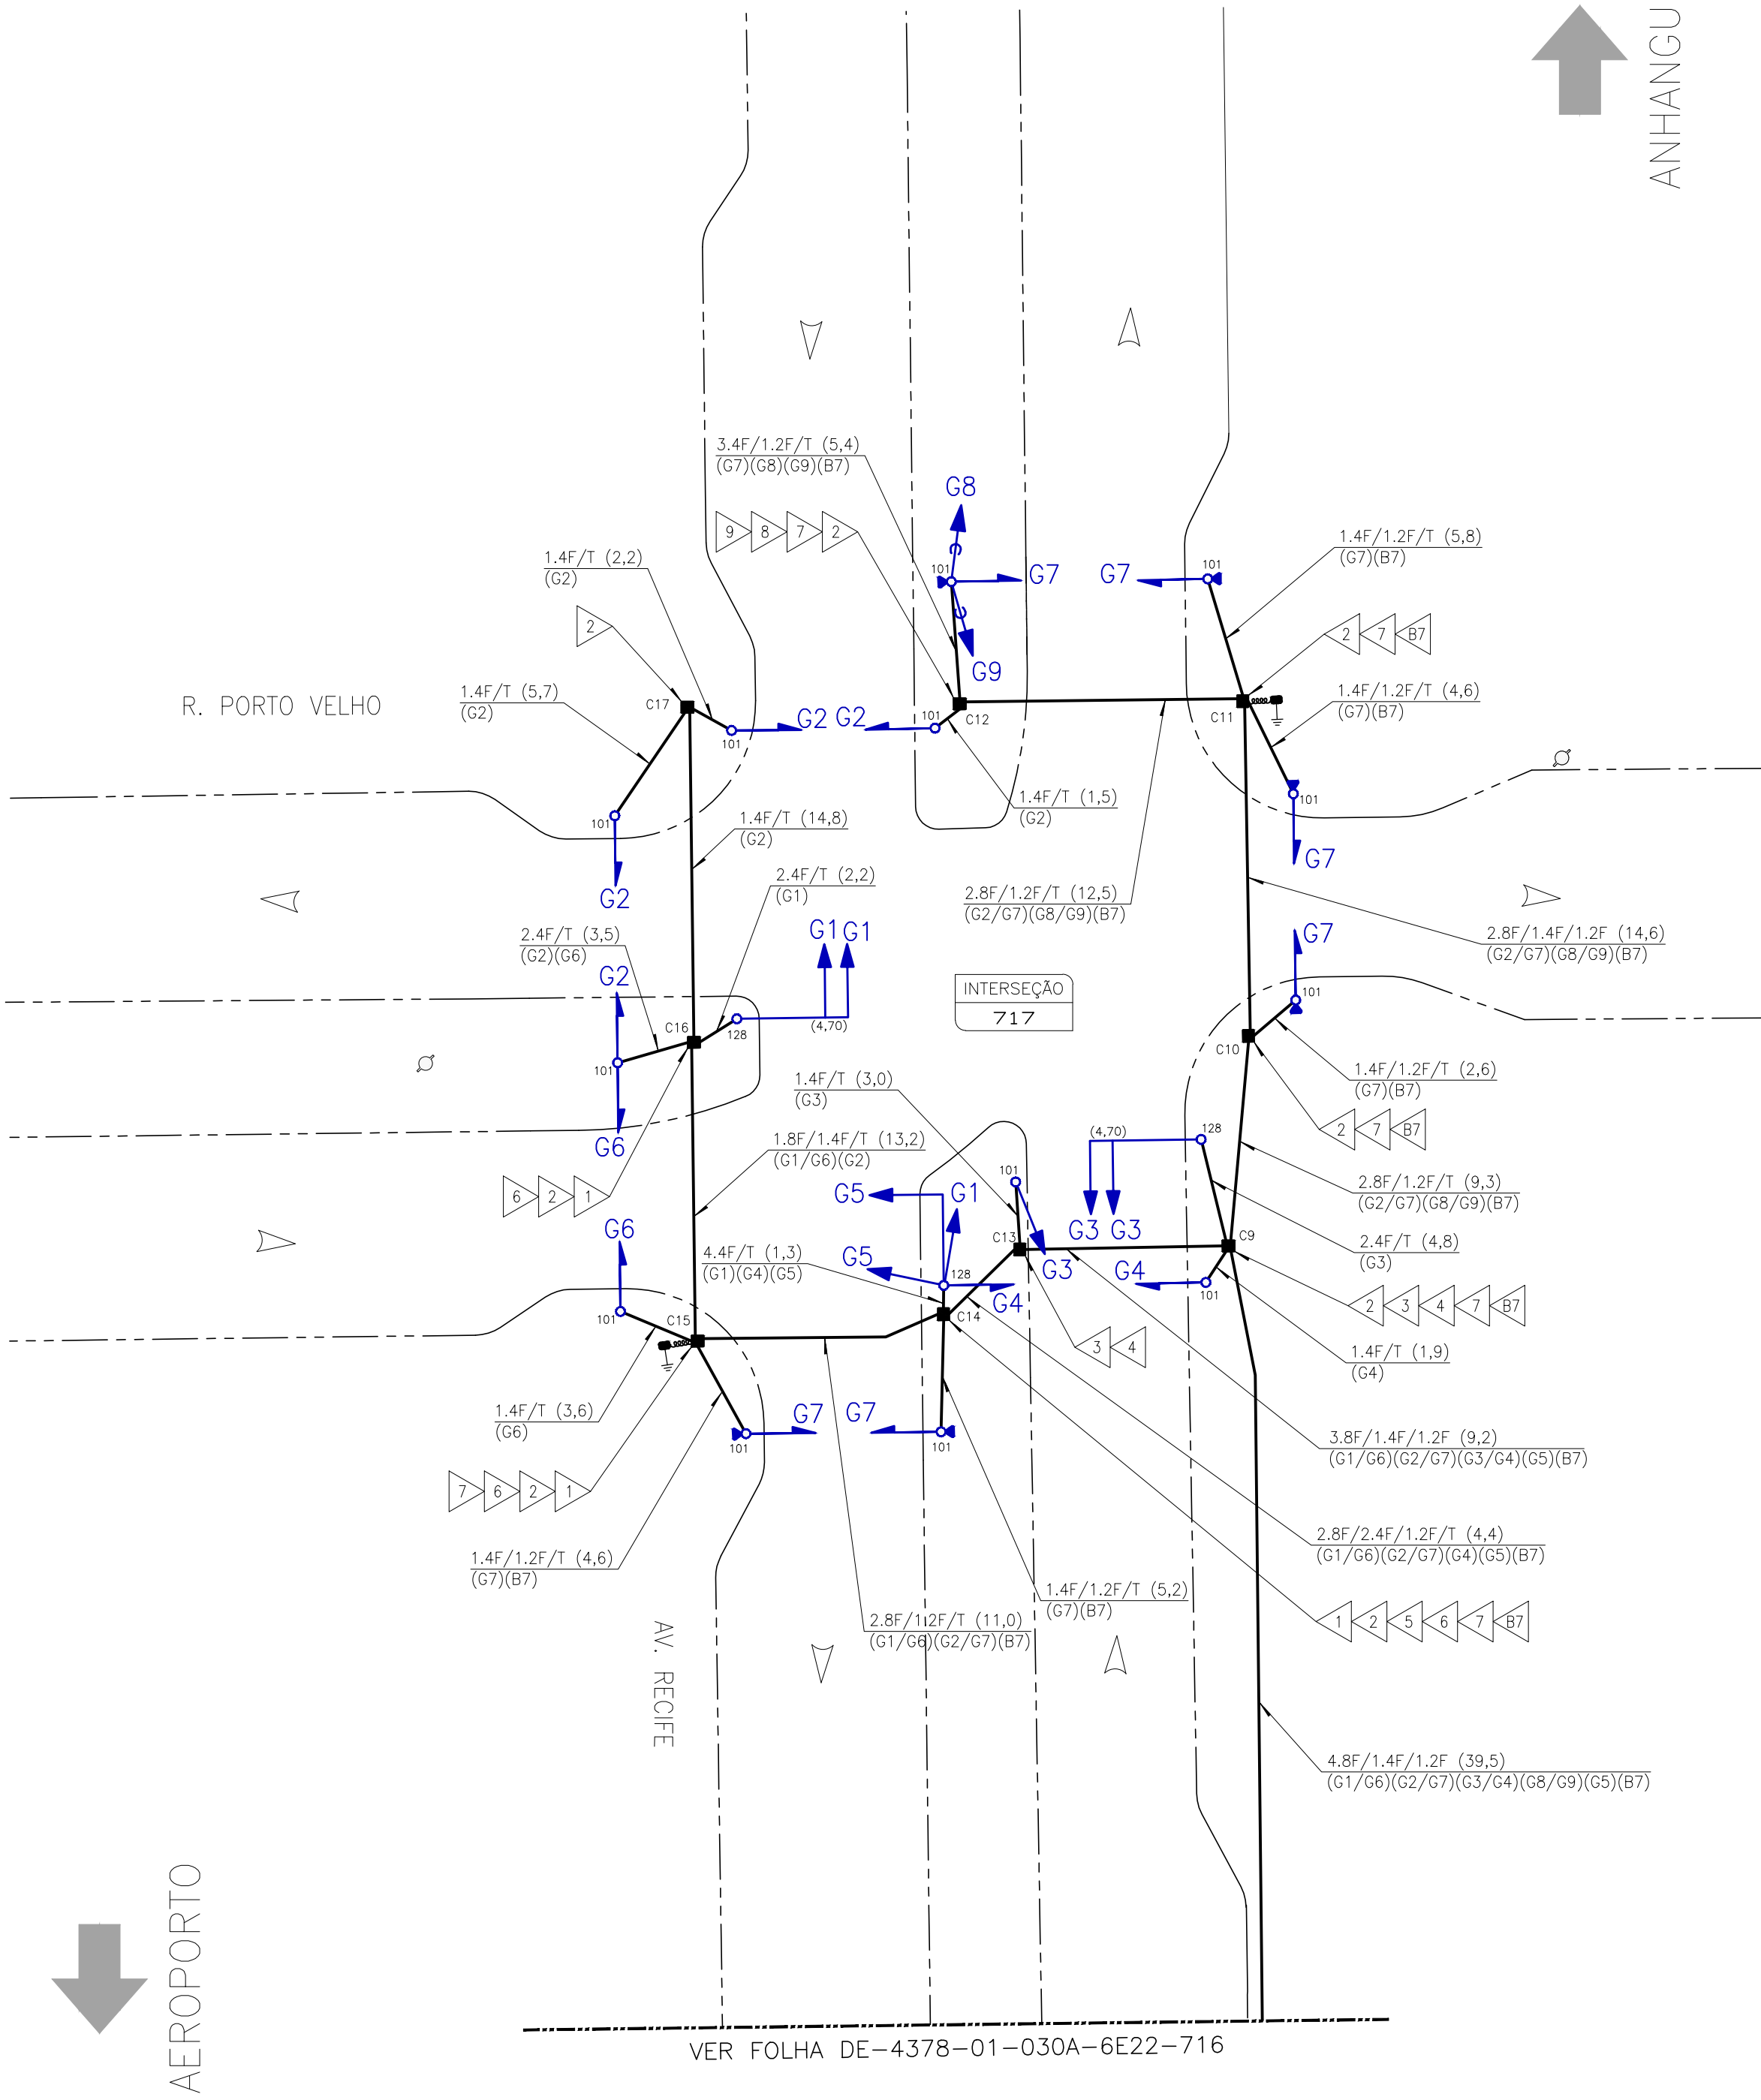 ANHANGU
3.4F/1.2F/T (5,4)
(G7)(G8)(G9)(B7)
G8
9 8 7 2
1.4F/1.2F/T (5,8)
(G7)(B7)
1.4F/T (2,2)
(G2)
101
G7
G7
101
2
2 7 B7
G9
R. PORTO VELHO
1.4F/T (5,7)
(G2)
C17
1.4F/1.2F/T (4,6)
(G7)(B7)
101
G2
G2
101
C12
C11
101
1.4F/T (14,8)
(G2)
1.4F/T (1,5)
(G2)
101
G7
G2
2.4F/T (2,2)
(G1)
2.8F/1.2F/T (12,5)
(G2/G7)(G8/G9)(B7)
2.4F/T (3,5)
(G2)(G6)
G1
G1
G7
2.8F/1.4F/1.2F (14,6)
(G2/G7)(G8/G9)(B7)
G2
INTERSEÇÃO
717
101
C16
128
(4,70)
C10
101
1.4F/T (3,0)
(G3)
1.4F/1.2F/T (2,6)
(G7)(B7)
G6
1.8F/1.4F/T (13,2)
(G1/G6)(G2)
(4,70)
128
2 7 B7
6 2 1
G5
G1
101
2.8F/1.2F/T (9,3)
(G2/G7)(G8/G9)(B7)
G6
G3
G3
4.4F/T (1,3)
(G1)(G4)(G5)
G5
C13
C9
2.4F/T (4,8)
(G3)
128
G3
G4
101
101
G4
C14
2 3 4 7 B7
C15
3 4
1.4F/T (1,9)
(G4)
1.4F/T (3,6)
(G6)
G7
G7
101
101
3.8F/1.4F/1.2F (9,2)
(G1/G6)(G2/G7)(G3/G4)(G5)(B7)
7 6 2 1
2.8F/2.4F/1.2F/T (4,4)
(G1/G6)(G2/G7)(G4)(G5)(B7)
1.4F/1.2F/T (4,6)
(G7)(B7)
1.4F/1.2F/T (5,2)
(G7)(B7)
2.8F/1.2F/T (11,0)
(G1/G6)(G2/G7)(B7)
1 2 5 6 7 B7
AV. RECIFE
4.8F/1.4F/1.2F (39,5)
(G1/G6)(G2/G7)(G3/G4)(G8/G9)(G5)(B7)
AEROPORTO
VER FOLHA DE-4378-01-030A-6E22-716